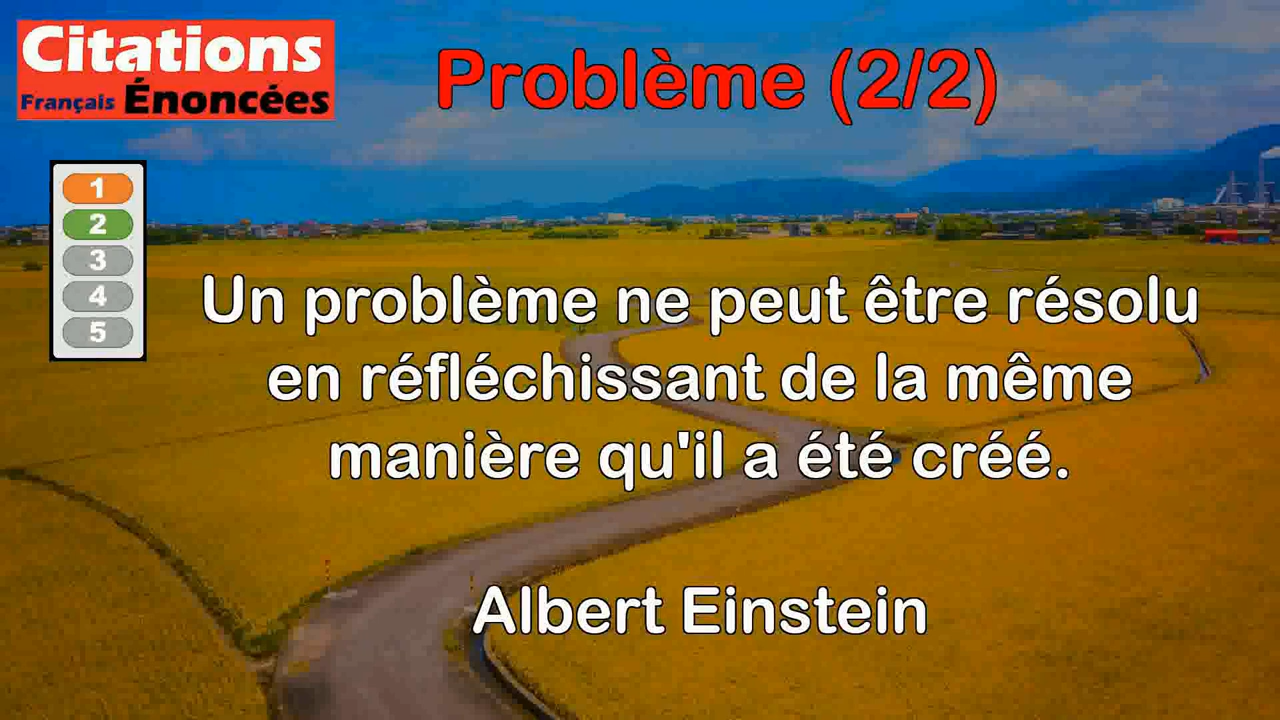 Citations
Français Énoncées
Problème (2/2)
1
2
3
4
5
Un problème ne peut être résolu
en réfléchissant de la même
manière qu'il a été créé.
Albert Einstein